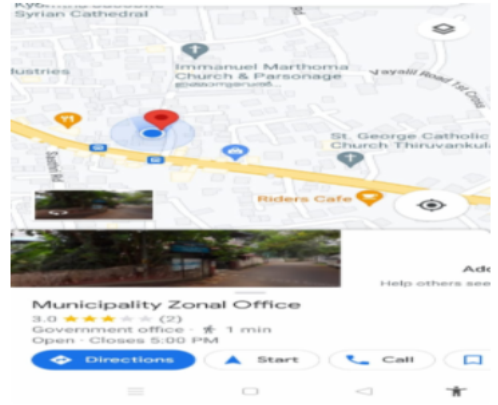 Syrian Cathedral
Rd
Immanuel Marthoma
Church & Parsonage
dustries
Vayalil Road 1st Cross
St. George Catholic
Church Thiruvankul
Riders Cafe
Add
Help others see
Municipality Zonal Office
3.0 (2)
Government office · 1 min
Open · Closes 5:00 PM
Directions
Start
Call